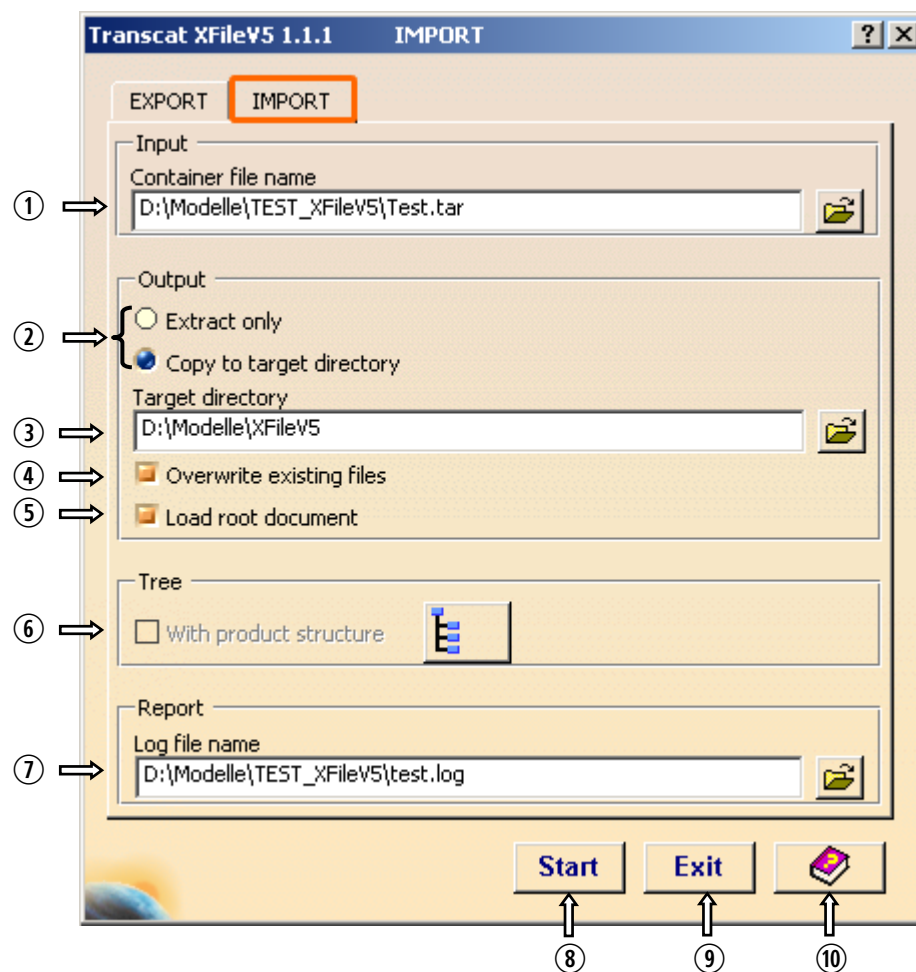 Transcat XFileV5 1.1.1 IMPORT
EXPORT IMPORT
Input
Container file name
① D:\Modelle\TEST_XFileV5\Test.tar
Output
② Extract only
Copy to target directory
Target directory
③ D:\Modelle\XFileV5
④ Overwrite existing files
⑤ Load root document
Tree
⑥ With product structure
Report
Log file name
⑦ D:\Modelle\TEST_XFileV5\test.log
Start Exit
⑧ ⑨ ⑩